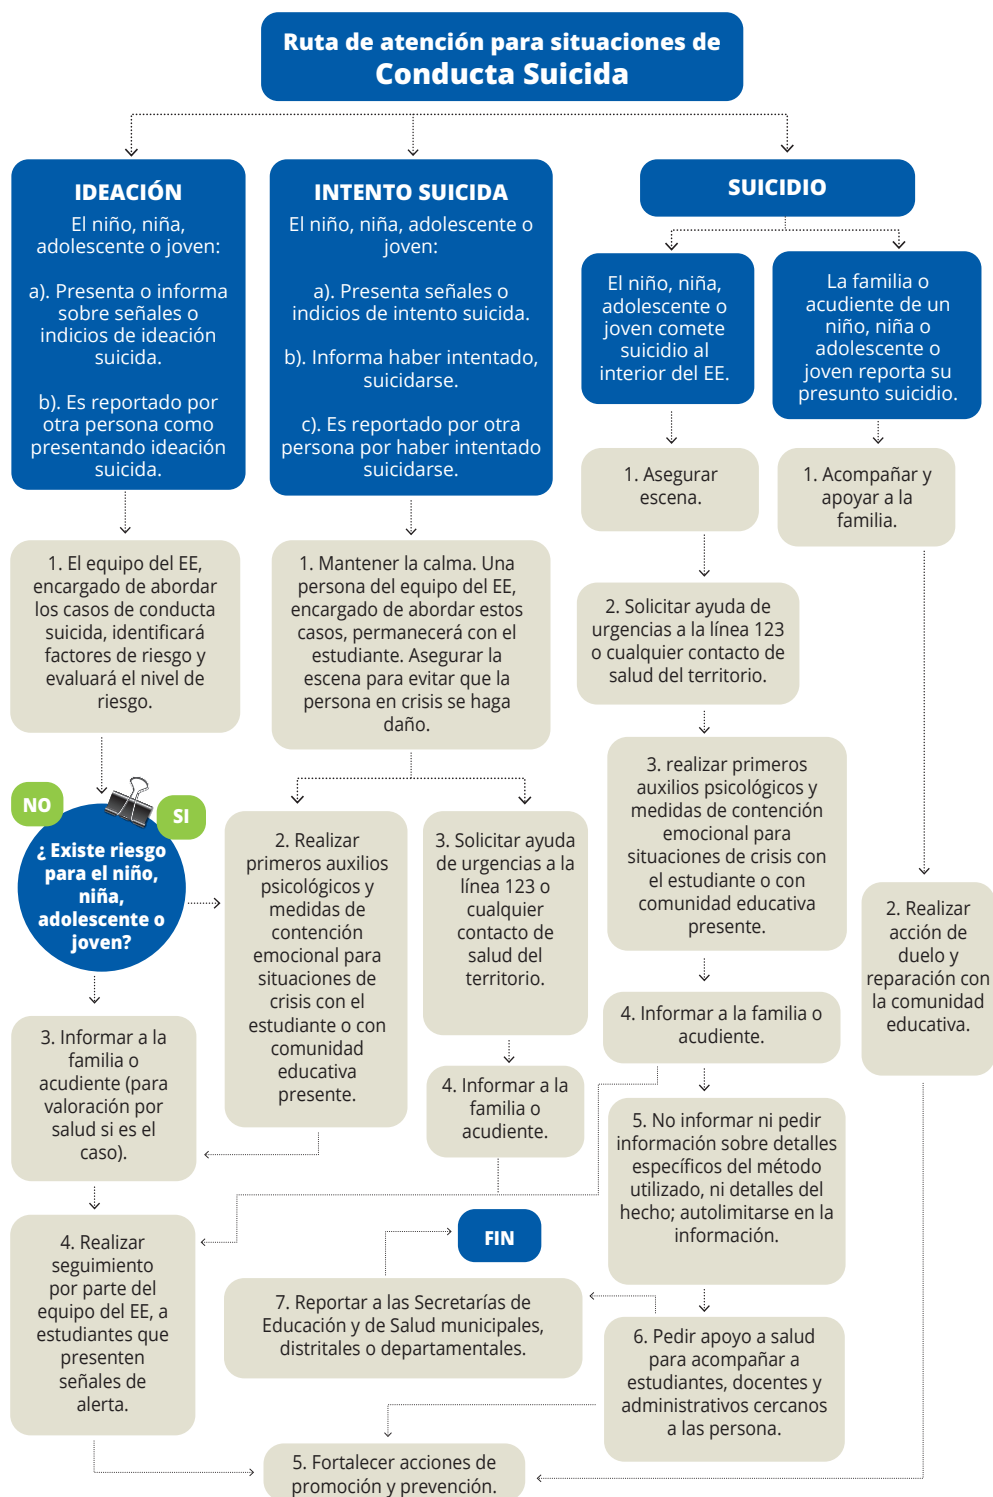 Ruta de atención para situaciones de
Conducta Suicida
IDEACIÓN
El niño, niña,
adolescente o joven:
a). Presenta o informa
sobre señales o
indicios de ideación
suicida.
b). Es reportado por
otra persona como
presentando ideación
suicida.
INTENTO SUICIDA
El niño, niña, adolescente o
joven:
a). Presenta señales o
indicios de intento suicida.
b). Informa haber intentado,
suicidarse.
c). Es reportado por otra
persona por haber intentado
suicidarse.
SUICIDIO
El niño, niña,
adolescente o
joven comete
suicidio al
interior del EE.
La familia o
acudiente de un
niño, niña o
adolescente o
joven reporta su
presunto suicidio.
1. El equipo del EE,
encargado de abordar
los casos de conducta
suicida, identificará
factores de riesgo y
evaluará el nivel de
riesgo.
1. Mantener la calma. Una
persona del equipo del EE,
encargado de abordar estos
casos, permanecerá con el
estudiante. Asegurar la
escena para evitar que la
persona en crisis se haga
daño.
1. Asegurar
escena.
1. Acompañar y
apoyar a la
familia.
2. Solicitar ayuda de
urgencias a la línea 123
o cualquier contacto de
salud del territorio.
NO
SI
¿ Existe riesgo
para el niño,
niña,
adolescente o
joven?
2. Realizar
primeros auxilios
psicológicos y
medidas de
contención
emocional para
situaciones de
crisis con el
estudiante o con
comunidad
educativa
presente.
3. Solicitar ayuda
de urgencias a la
línea 123 o
cualquier
contacto de
salud del
territorio.
3. realizar primeros
auxilios psicológicos y
medidas de contención
emocional para
situaciones de crisis con
el estudiante o con
comunidad educativa
presente.
2. Realizar
acción de
duelo y
reparación con
la comunidad
educativa.
3. Informar a la
familia o
acudiente (para
valoración por
salud si es el
caso).
4. Informar a la
familia o
acudiente.
4. Informar a la familia o
acudiente.
5. No informar ni pedir
información sobre detalles
específicos del método
utilizado, ni detalles del
hecho; autolimitarse en la
información.
4. Realizar
seguimiento
por parte del
equipo del EE, a
estudiantes que
presenten
señales de
alerta.
FIN
7. Reportar a las Secretarías de
Educación y de Salud municipales,
distritales o departamentales.
6. Pedir apoyo a salud
para acompañar a
estudiantes, docentes y
administrativos cercanos
a las persona.
5. Fortalecer acciones de
promoción y prevención.